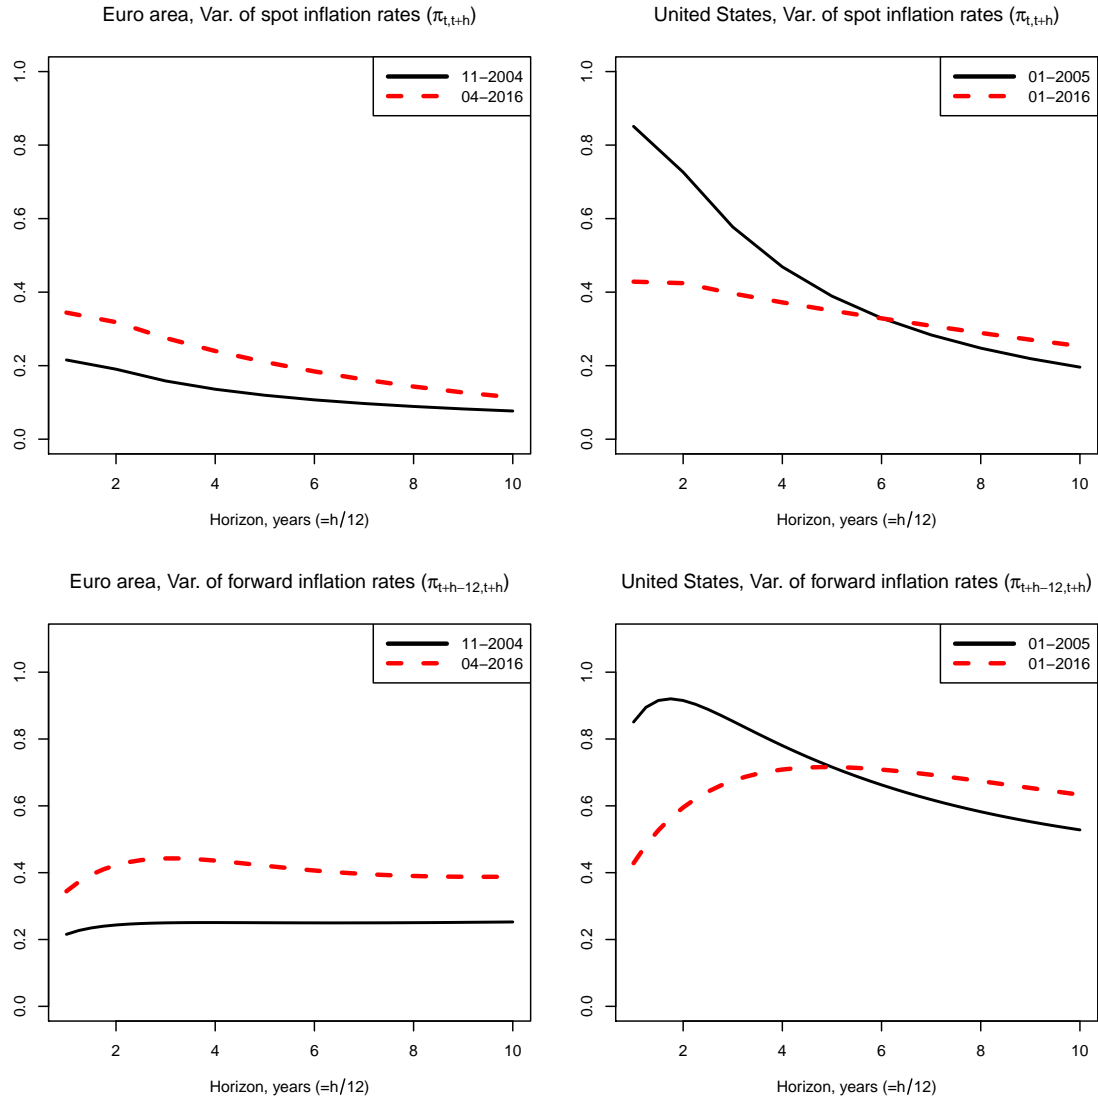 Euro area, Var. of spot inflation rates (π_{t,t+h})
11−2004
04−2016
1.0
0.8
0.6
0.4
0.2
0.0
2 4 6 8 10
Horizon, years (=h/12)
United States, Var. of spot inflation rates (π_{t,t+h})
01−2005
01−2016
1.0
0.8
0.6
0.4
0.2
0.0
2 4 6 8 10
Horizon, years (=h/12)
Euro area, Var. of forward inflation rates (π_{t+h−12,t+h})
11−2004
04−2016
1.0
0.8
0.6
0.4
0.2
0.0
2 4 6 8 10
Horizon, years (=h/12)
United States, Var. of forward inflation rates (π_{t+h−12,t+h})
01−2005
01−2016
1.0
0.8
0.6
0.4
0.2
0.0
2 4 6 8 10
Horizon, years (=h/12)